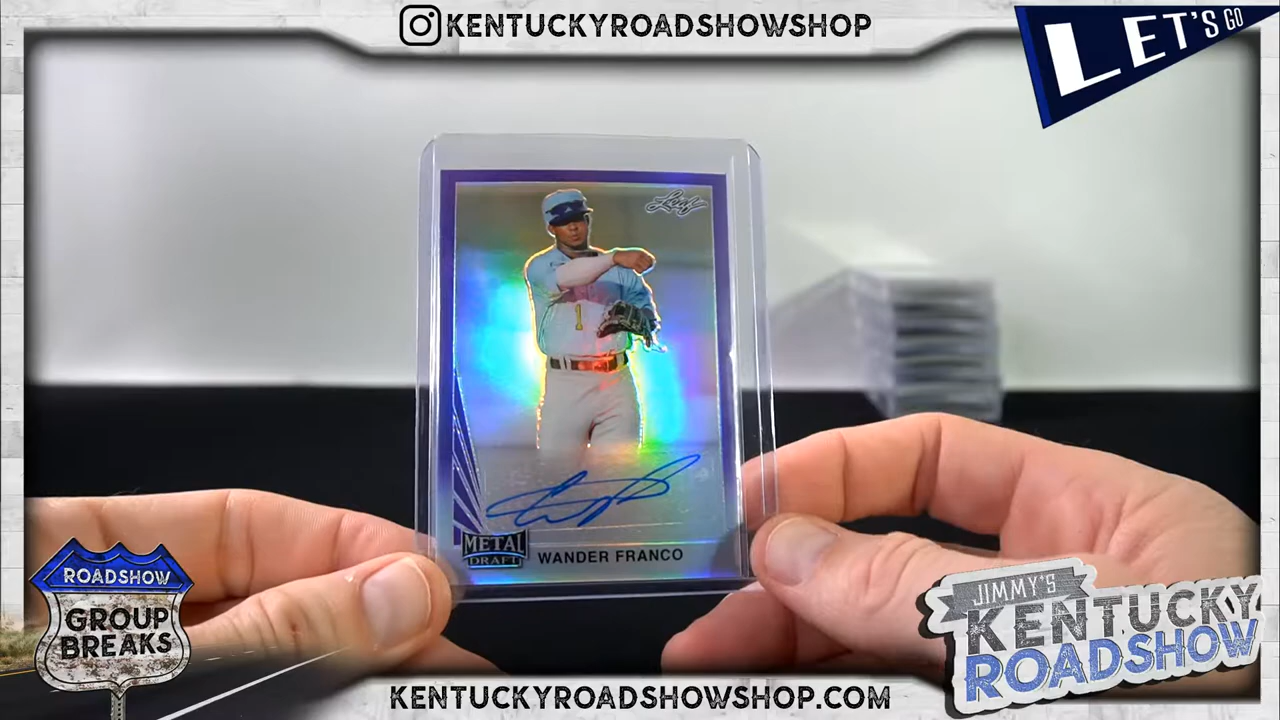 KENTUCKYROADSHOWSHOP
LET'S GO
Leaf
1
METAL
DRAFT
WANDER FRANCO
ROADSHOW
GROUP
BREAKS
JIMMY'S
KENTUCKY
ROADSHOW
KENTUCKYROADSHOWSHOP.COM